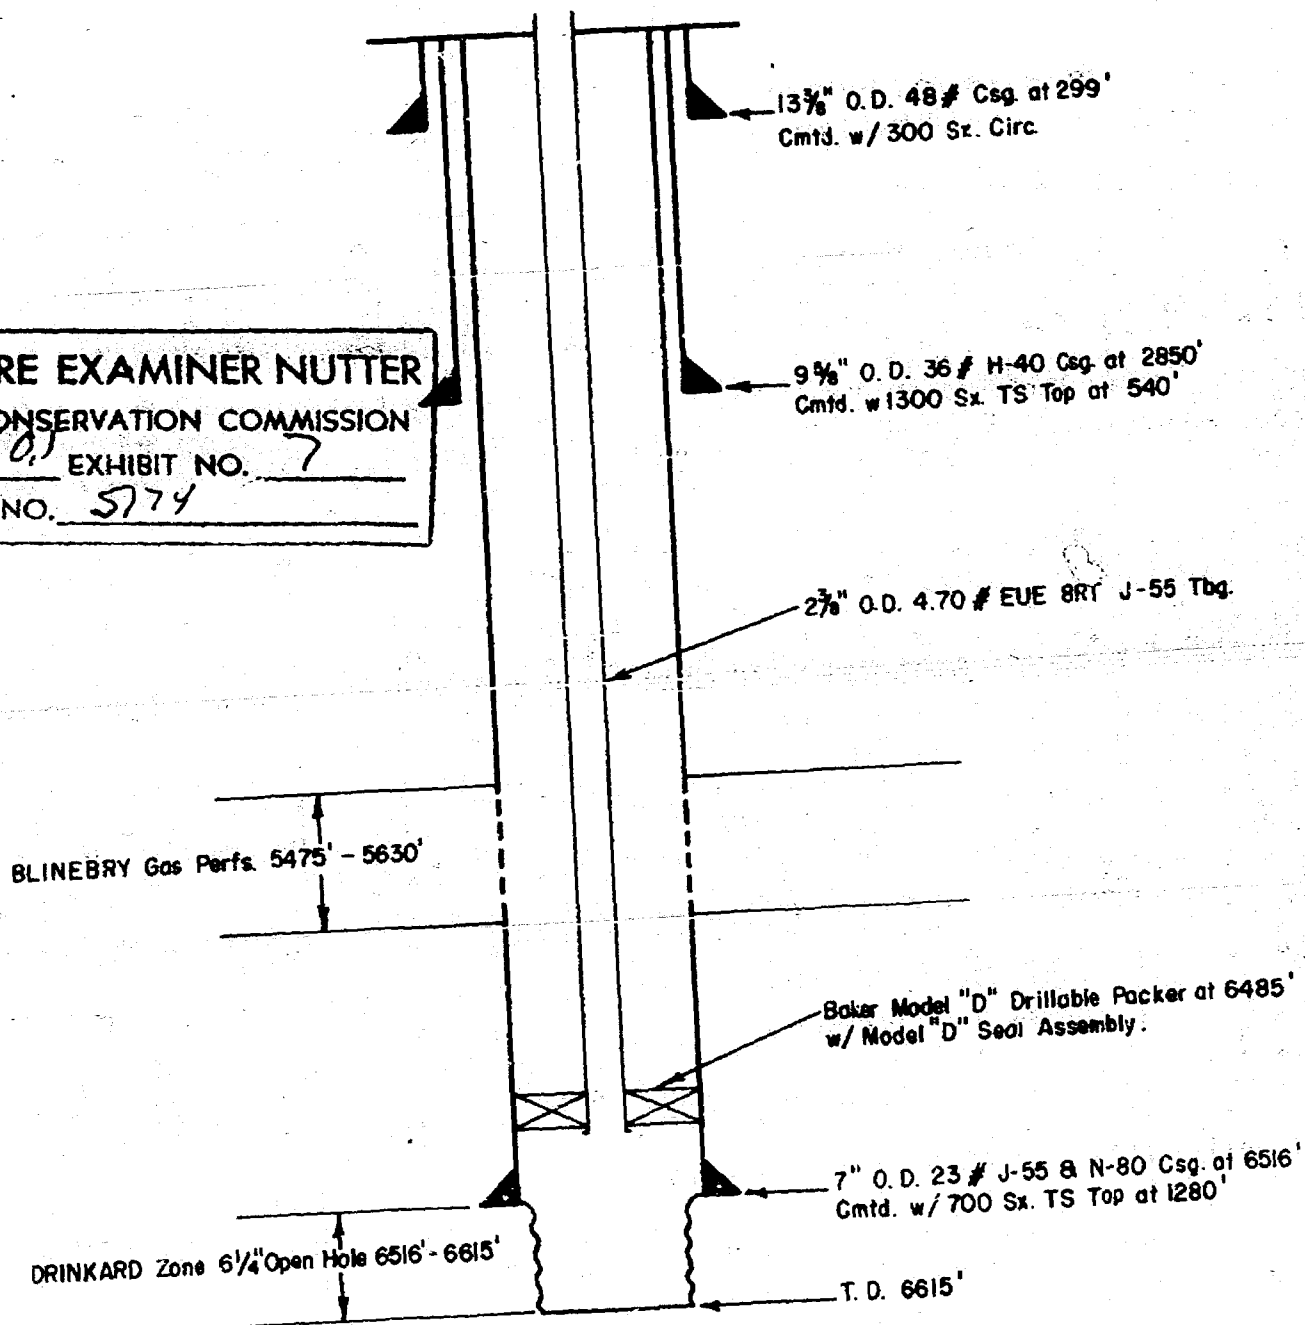 13⅜" O.D. 48# Csg. at 299'
Cmtd. w/ 300 Sx. Circ.
RE EXAMINER NUTTER
ONSERVATION COMMISSION
EXHIBIT NO. 7
NO. 5774
9⅝" O.D. 36# H-40 Csg. at 2850'
Cmtd. w 1300 Sx. TS Top at 540'
2⅜" O.D. 4.70# EUE 8RT J-55 Tbg.
BLINEBRY Gas Perfs. 5475' - 5630'
Baker Model "D" Drillable Packer at 6485'
w/ Model "D" Seal Assembly.
7" O.D. 23# J-55 & N-80 Csg. at 6516'
Cmtd. w/ 700 Sx. TS Top at 1280'
DRINKARD Zone 6¼" Open Hole 6516' - 6615'
T.D. 6615'